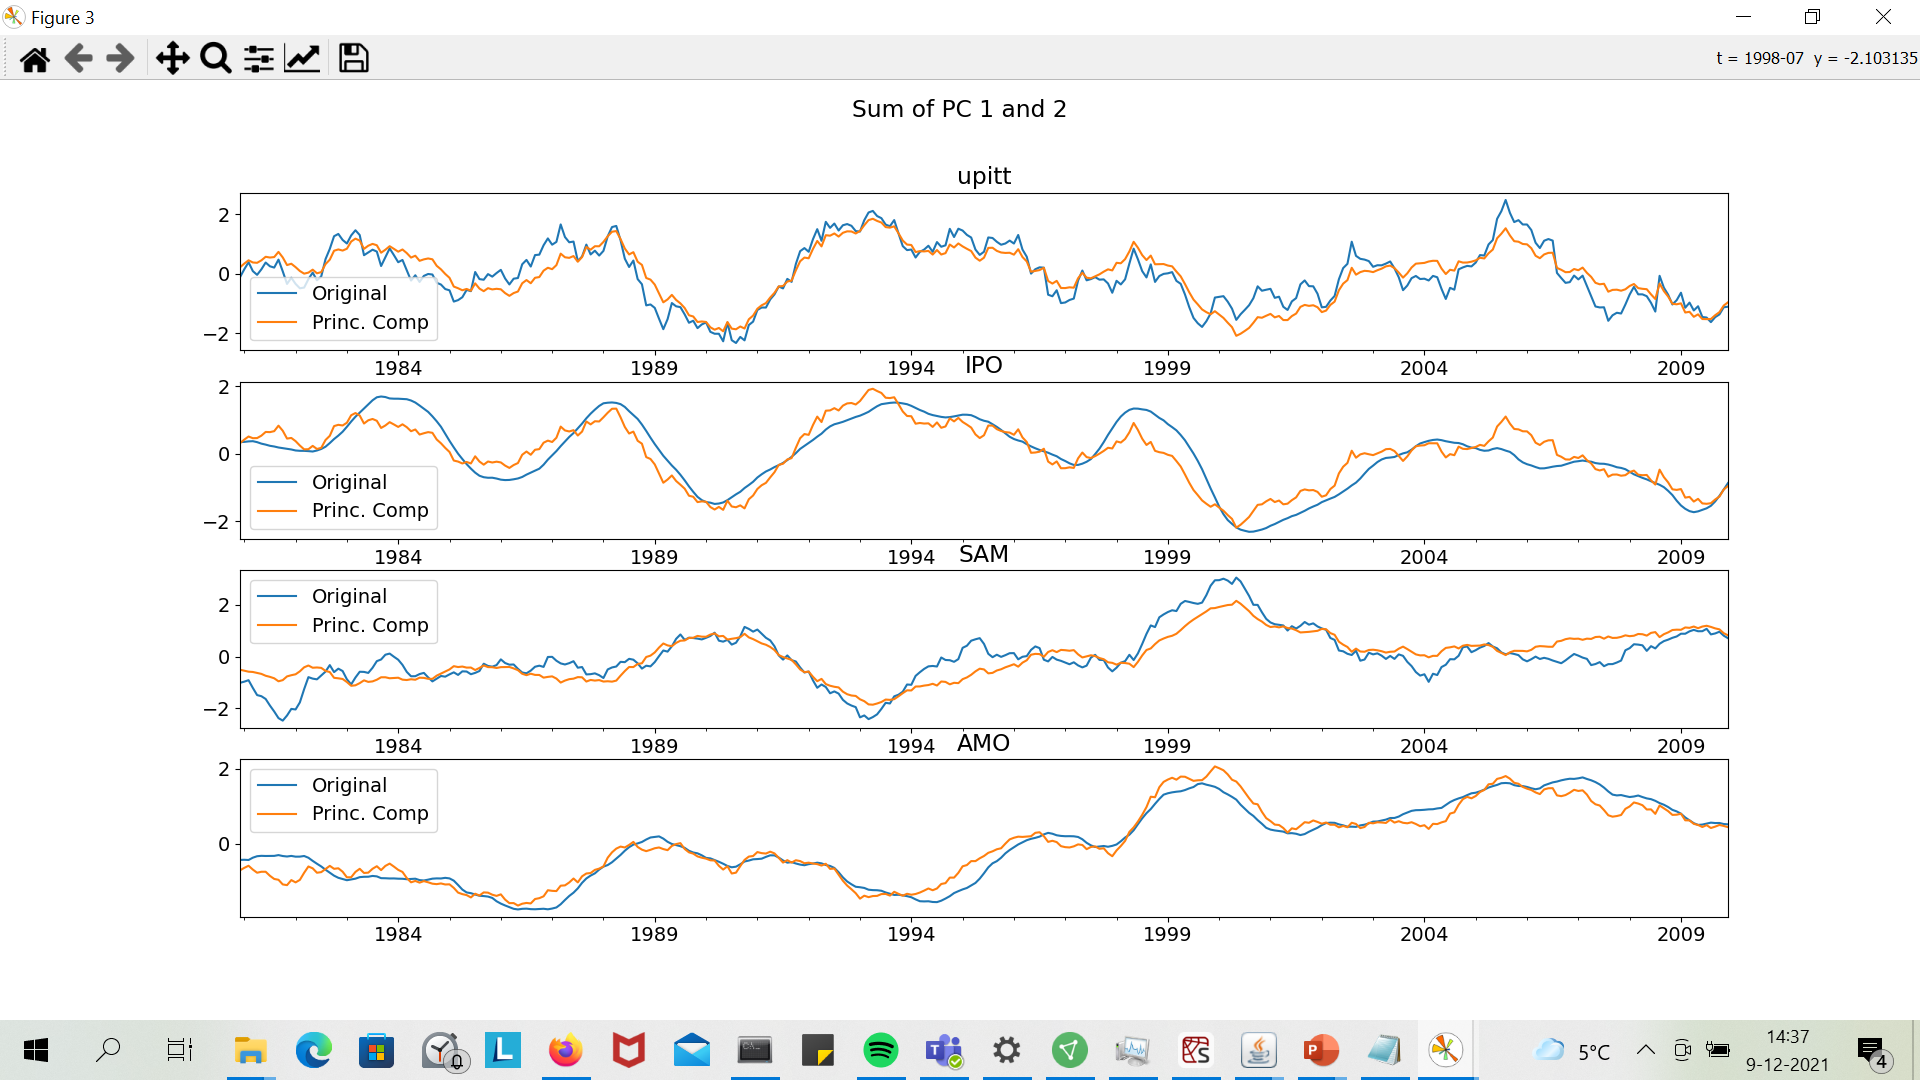 Figure 3
t = 1998-07 y = -2.103135
Sum of PC 1 and 2
upitt
2
0
−2
Original
Princ. Comp
1984 1989 1994 1999 2004 2009
IPO
2
0
−2
Original
Princ. Comp
1984 1989 1994 1999 2004 2009
SAM
2
0
−2
Original
Princ. Comp
1984 1989 1994 1999 2004 2009
AMO
2
0
Original
Princ. Comp
1984 1989 1994 1999 2004 2009
L
5°C
14:37
9-12-2021
4